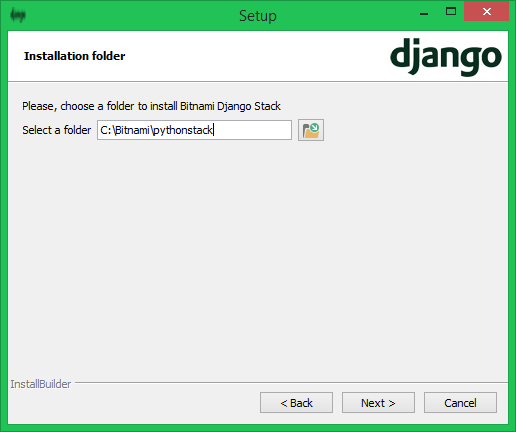 Setup
Installation folder
django
Please, choose a folder to install Bitnami Django Stack
Select a folder C:\Bitnami\pythonstack
InstallBuilder
< Back Next > Cancel